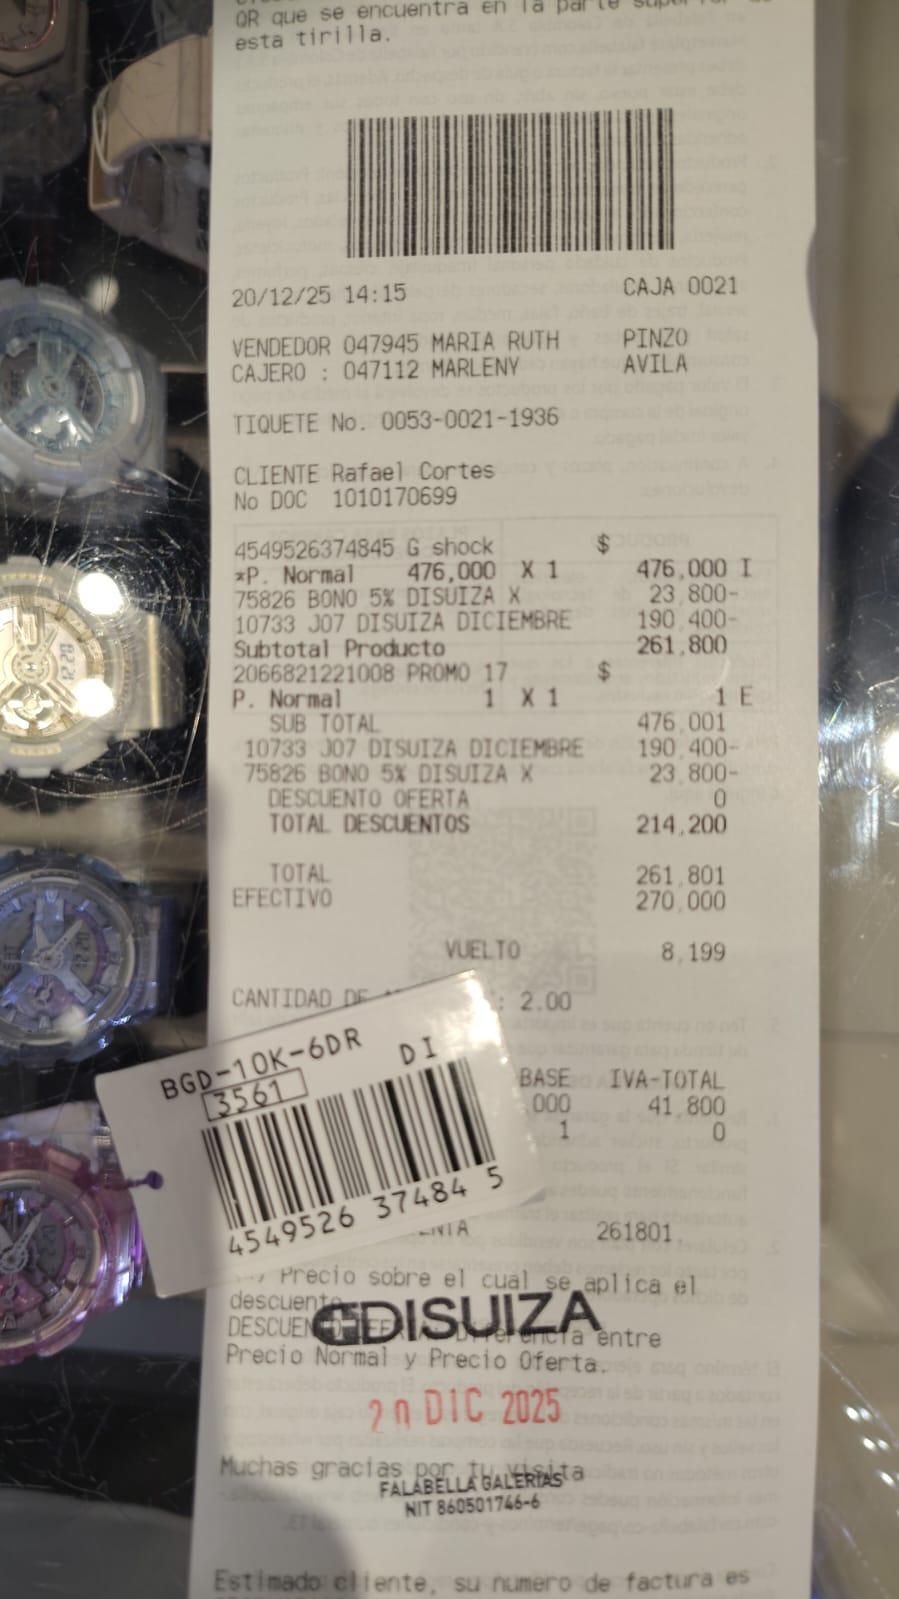 QR que se encuentra en la parte superior de
esta tirilla.
20/12/25 14:15 CAJA 0021
VENDEDOR 047945 MARIA RUTH PINZO
CAJERO : 047112 MARLENY AVILA
TIQUETE No. 0053-0021-1936
CLIENTE Rafael Cortes
No DOC 1010170699
4549526374845 G shock $
*P. Normal 476,000 X 1 476,000 I
75826 BONO 5% DISUIZA X 23,800-
10733 J07 DISUIZA DICIEMBRE 190,400-
Subtotal Producto 261,800
2066821221008 PROMO 17 $
P. Normal 1 X 1 1 E
SUB TOTAL 476,001
10733 J07 DISUIZA DICIEMBRE 190,400-
75826 BONO 5% DISUIZA X 23,800-
DESCUENTO OFERTA 0
TOTAL DESCUENTOS 214,200
TOTAL 261,801
EFECTIVO 270,000
VUELTO 8,199
CANTIDAD DE : 2.00
BGD-10K-6DR DI
3561
4549526 37484 5
BASE IVA-TOTAL
000 41,800
1 0
261801
Precio sobre el cual se aplica el
descuento
DISUIZA
Diferencia entre
Precio Normal y Precio Oferta.
20 DIC 2025
Muchas gracias por tu visita
FALABELLA GALERIAS
NIT 860501746-6
Estimado cliente, su numero de factura es